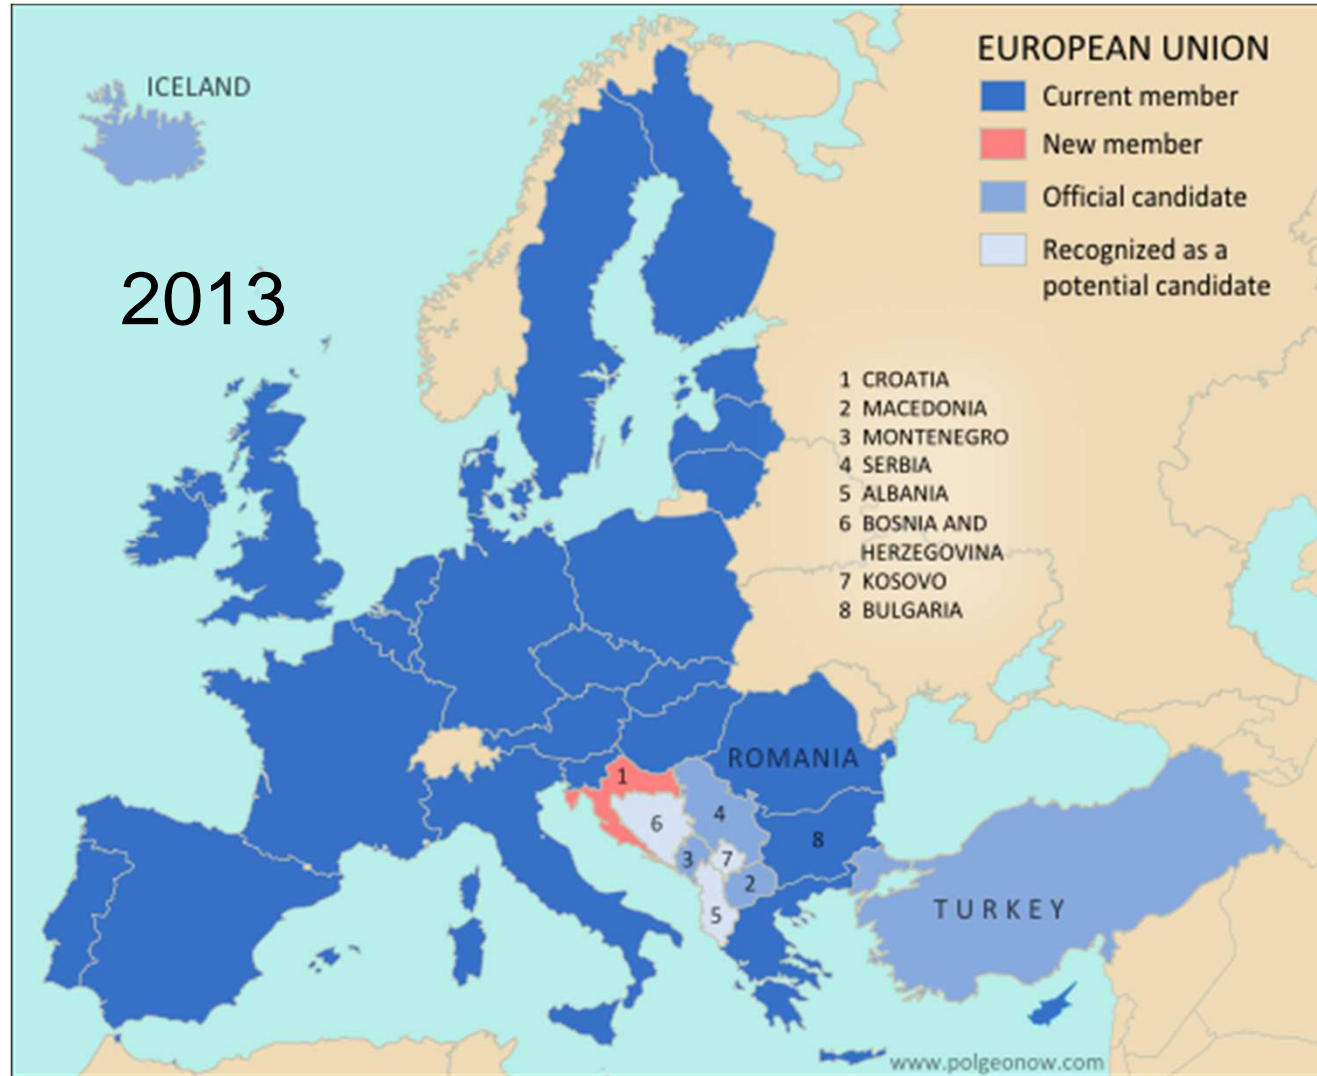 EUROPEAN UNION
Current member
New member
Official candidate
Recognized as a
potential candidate
ICELAND
2013
1 CROATIA
2 MACEDONIA
3 MONTENEGRO
4 SERBIA
5 ALBANIA
6 BOSNIA AND
HERZEGOVINA
7 KOSOVO
8 BULGARIA
ROMANIA
1
4
6
8
3
7
2
5
TURKEY
www.polgeonow.com